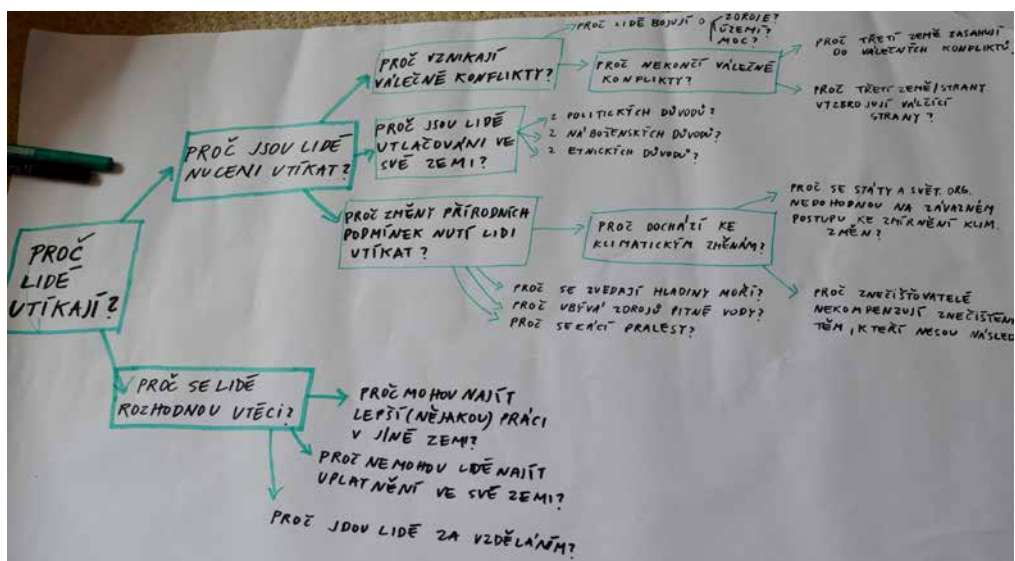 PROČ
LIDÉ
UTÍKAJÍ?
PROČ JSOU LIDÉ
NUCENI UTÍKAT?
PROČ VZNIKAJÍ
VÁLEČNÉ KONFLIKTY?
PROČ LIDÉ BOJUJÍ O
ZDROJE?
ÚZEMÍ?
MOC?
PROČ NEKONČÍ VÁLEČNÉ
KONFLIKTY?
PROČ TŘETÍ ZEMĚ ZASAHUJÍ
DO VÁLEČNÝCH KONFLIKTŮ
PROČ TŘETÍ ZEMĚ/STRANY
VYZBROJUJÍ VÁLČÍCÍ
STRANY?
PROČ JSOU LIDÉ
UTLAČOVÁNI VE
SVÉ ZEMI?
Z POLITICKÝCH DŮVODŮ?
Z NÁBOŽENSKÝCH DŮVODŮ?
Z ETNICKÝCH DŮVODŮ?
PROČ ZMĚNY PŘÍRODNÍCH
PODMÍNEK NUTÍ LIDI
UTÍKAT?
PROČ DOCHÁZÍ KE
KLIMATICKÝM ZMĚNÁM?
PROČ SE STÁTY A SVĚT. ORG.
NEDOHODNOU NA ZÁVAZNÉM
POSTUPU KE ZMÍRNĚNÍ KLIM.
ZMĚN?
PROČ ZNEČIŠŤOVATELÉ
NEKOMPENZUJÍ ZNEČIŠTĚN
TĚM, KTEŘÍ NESOU NÁSLED
PROČ SE ZVEDAJÍ HLADINY MOŘÍ?
PROČ UBÝVÁ ZDROJŮ PITNÉ VODY?
PROČ SE KÁCÍ PRALESY?
PROČ SE LIDÉ
ROZHODNOU UTÉCI?
PROČ MOHOU NAJÍT
LEPŠÍ (NĚJAKOU) PRÁCI
V JINÉ ZEMI?
PROČ NEMOHOU LIDÉ NAJÍT
UPLATNĚNÍ VE SVÉ ZEMI?
PROČ JDOU LIDÉ ZA VZDĚLÁNÍM?